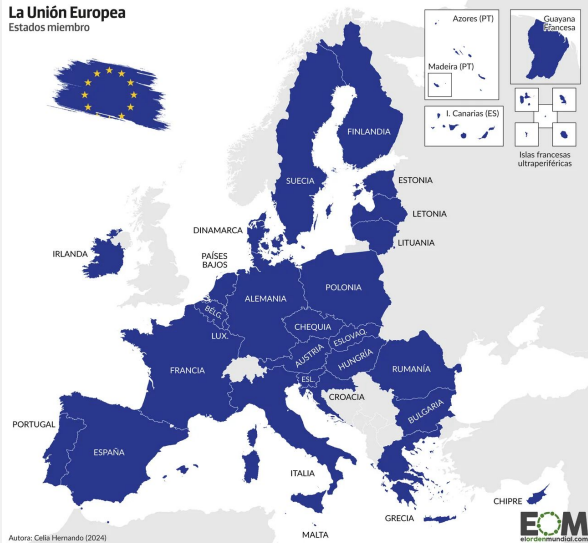 La Unión Europea
Estados miembro
Azores (PT)
Madeira (PT)
Guayana
Francesa
I. Canarias (ES)
Islas francesas
ultraperiféricas
FINLANDIA
SUECIA
ESTONIA
LETONIA
LITUANIA
DINAMARCA
IRLANDA
PAÍSES
BAJOS
POLONIA
ALEMANIA
BÉLG.
LUX.
CHEQUIA
ESLOVAQ.
AUSTRIA
HUNGRÍA
FRANCIA
ESL.
RUMANÍA
CROACIA
BULGARIA
PORTUGAL
ESPAÑA
ITALIA
CHIPRE
GRECIA
MALTA
EOM
elordenmundial.com
Autora: Celia Hernando (2024)